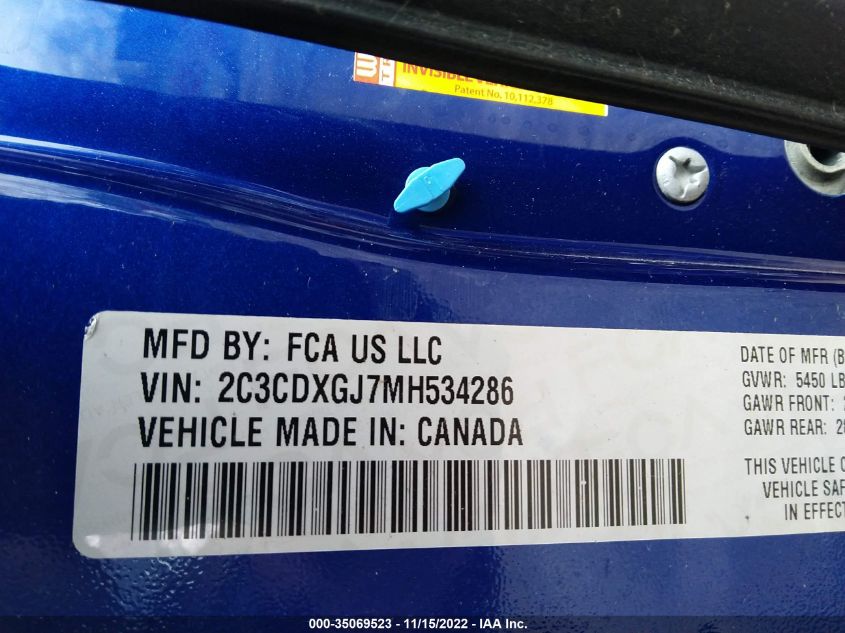 INVISIBLE
Patent No. 10,112,378
MFD BY: FCA US LLC
VIN: 2C3CDXGJ7MH534286
VEHICLE MADE IN: CANADA
DATE OF MFR
GVWR: 5450 LB
GAWR FRONT:
GAWR REAR:
THIS VEHICLE
VEHICLE
IN EFFECT
000-35069523 - 11/15/2022 - IAA Inc.